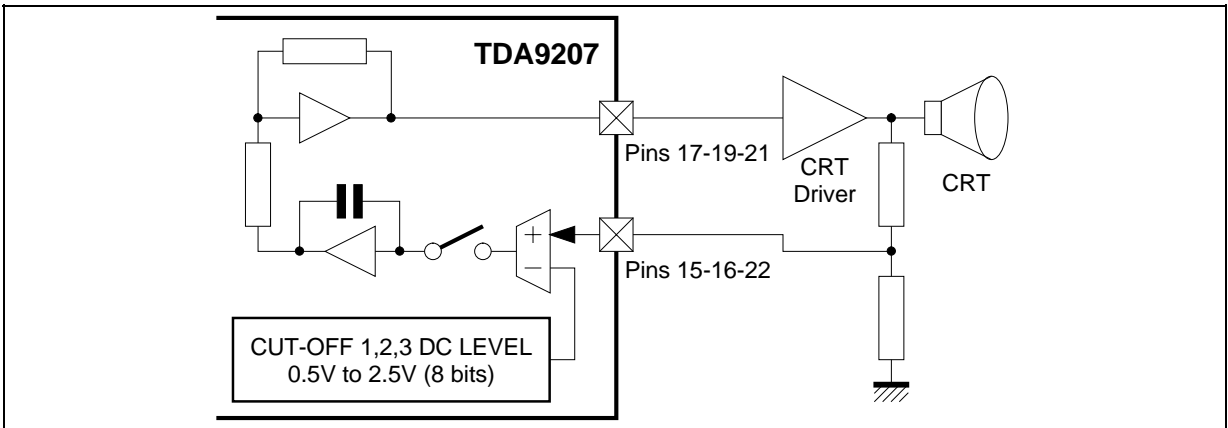 TDA9207
Pins 17-19-21
CRT
Driver
CRT
+
−
Pins 15-16-22
CUT-OFF 1,2,3 DC LEVEL
0.5V to 2.5V (8 bits)